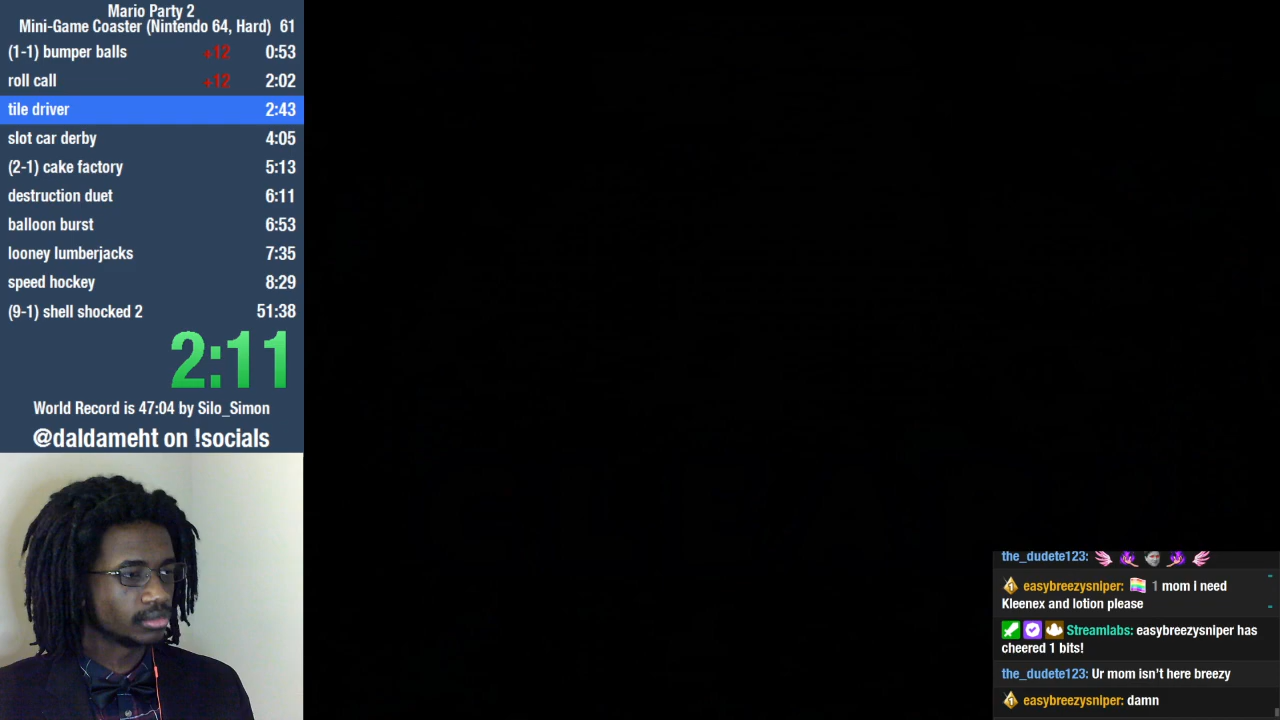 Mario Party 2
Mini-Game Coaster (Nintendo 64, Hard) 61
(1-1) bumper balls +12 0:53
roll call +12 2:02
tile driver 2:43
slot car derby 4:05
(2-1) cake factory 5:13
destruction duet 6:11
balloon burst 6:53
looney lumberjacks 7:35
speed hockey 8:29
(9-1) shell shocked 2 51:38
2:11
World Record is 47:04 by Silo_Simon
@daldameht on !socials
the_dudete123:
easybreezysniper: 1 mom I need
Kleenex and lotion please
Streamlabs: easybreezysniper has
cheered 1 bits!
the_dudete123: Ur mom isn't here breezy
easybreezysniper: damn